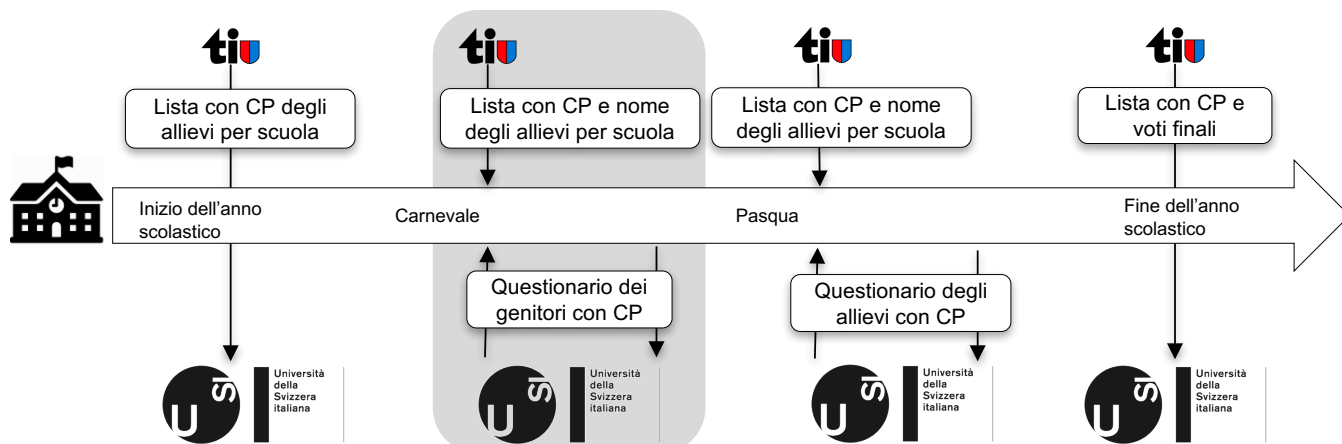 ti
ti
ti
ti
Lista con CP degli
allievi per scuola
Lista con CP e nome
degli allievi per scuola
Lista con CP e nome
degli allievi per scuola
Lista con CP e
voti finali
Inizio dell'anno
scolastico
Carnevale
Pasqua
Fine dell'anno
scolastico
Questionario dei
genitori con CP
Questionario degli
allievi con CP
U SI
Università
della
Svizzera
italiana
U SI
Università
della
Svizzera
italiana
U SI
Università
della
Svizzera
italiana
U SI
Università
della
Svizzera
italiana